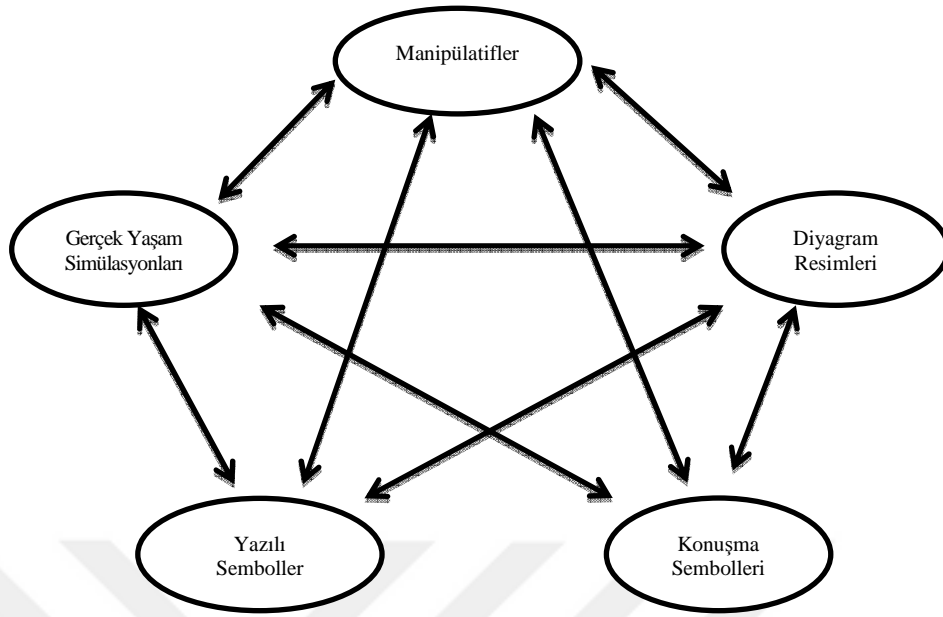 Manipülatifler
Gerçek Yaşam
Simülasyonları
Diyagram
Resimleri
Yazılı
Semboller
Konuşma
Sembolleri